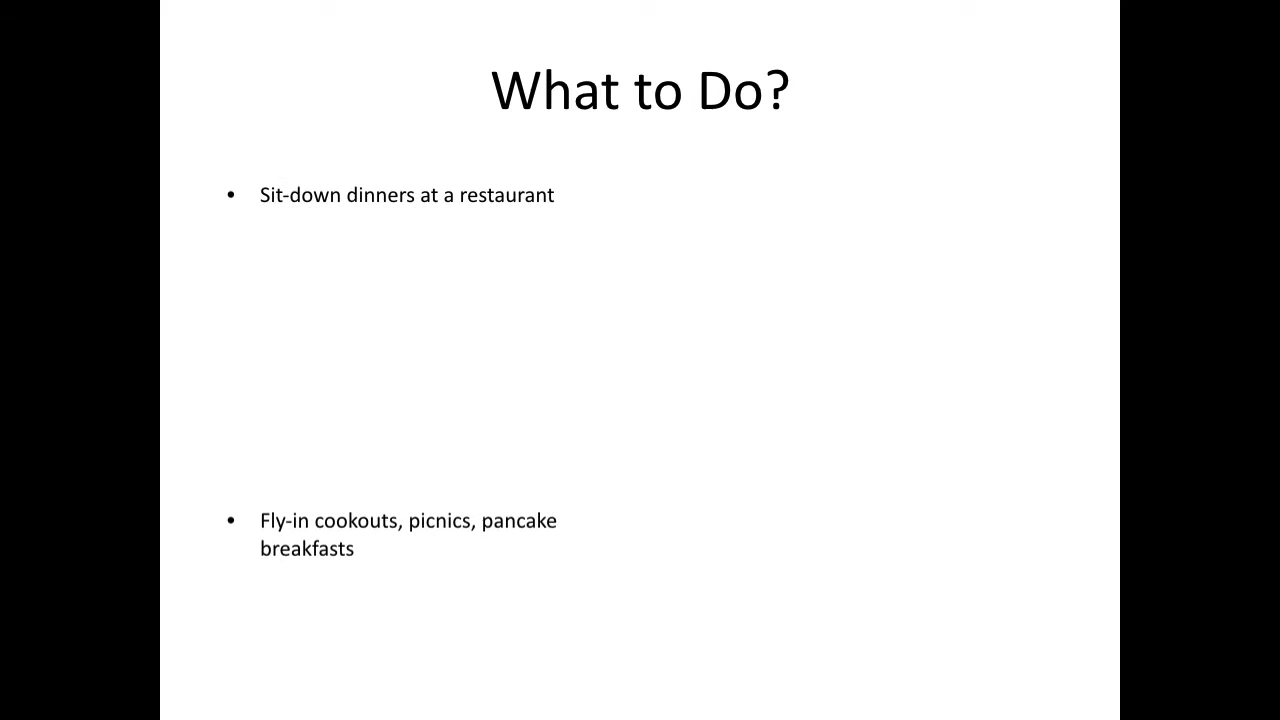 What to Do?
• Sit-down dinners at a restaurant
• Fly-in cookouts, picnics, pancake
breakfasts